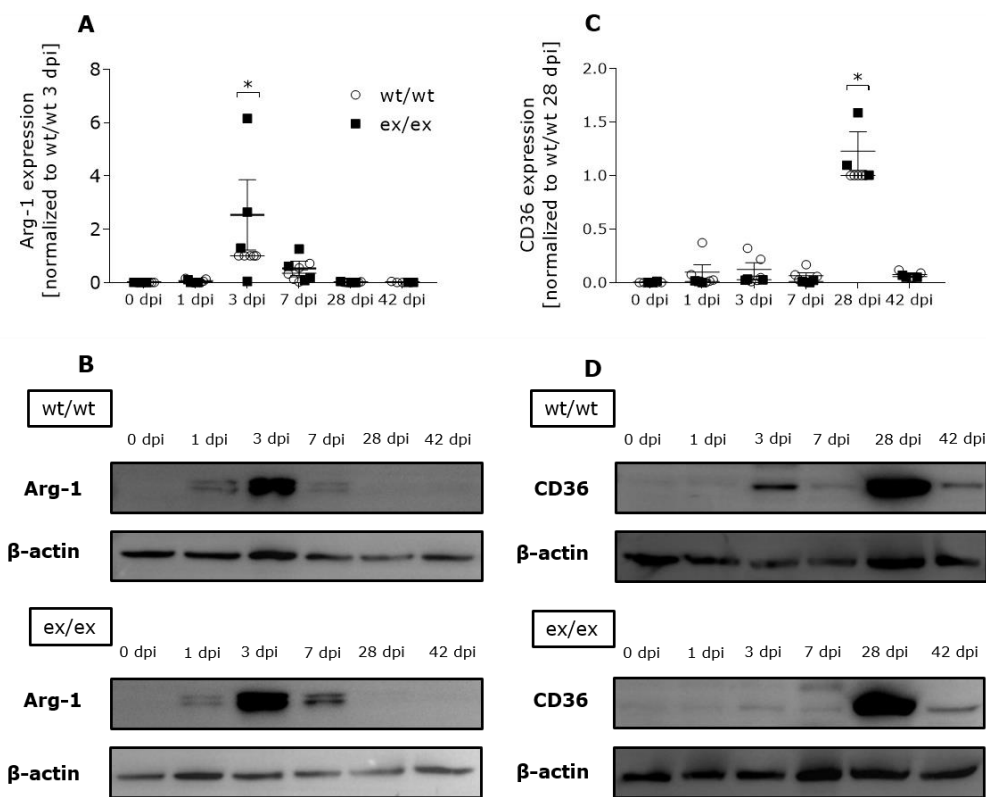 A
Arg-1 expression
[normalized to wt/wt 3 dpi]
8
6
4
2
0
*
wt/wt
ex/ex
0 dpi 1 dpi 3 dpi 7 dpi 28 dpi 42 dpi
C
CD36 expression
[normalized to wt/wt 28 dpi]
2.0
1.5
1.0
0.5
0.0
*
0 dpi 1 dpi 3 dpi 7 dpi 28 dpi 42 dpi
B
wt/wt
0 dpi 1 dpi 3 dpi 7 dpi 28 dpi 42 dpi
Arg-1
β-actin
ex/ex
0 dpi 1 dpi 3 dpi 7 dpi 28 dpi 42 dpi
Arg-1
β-actin
D
wt/wt
0 dpi 1 dpi 3 dpi 7 dpi 28 dpi 42 dpi
CD36
β-actin
ex/ex
0 dpi 1 dpi 3 dpi 7 dpi 28 dpi 42 dpi
CD36
β-actin